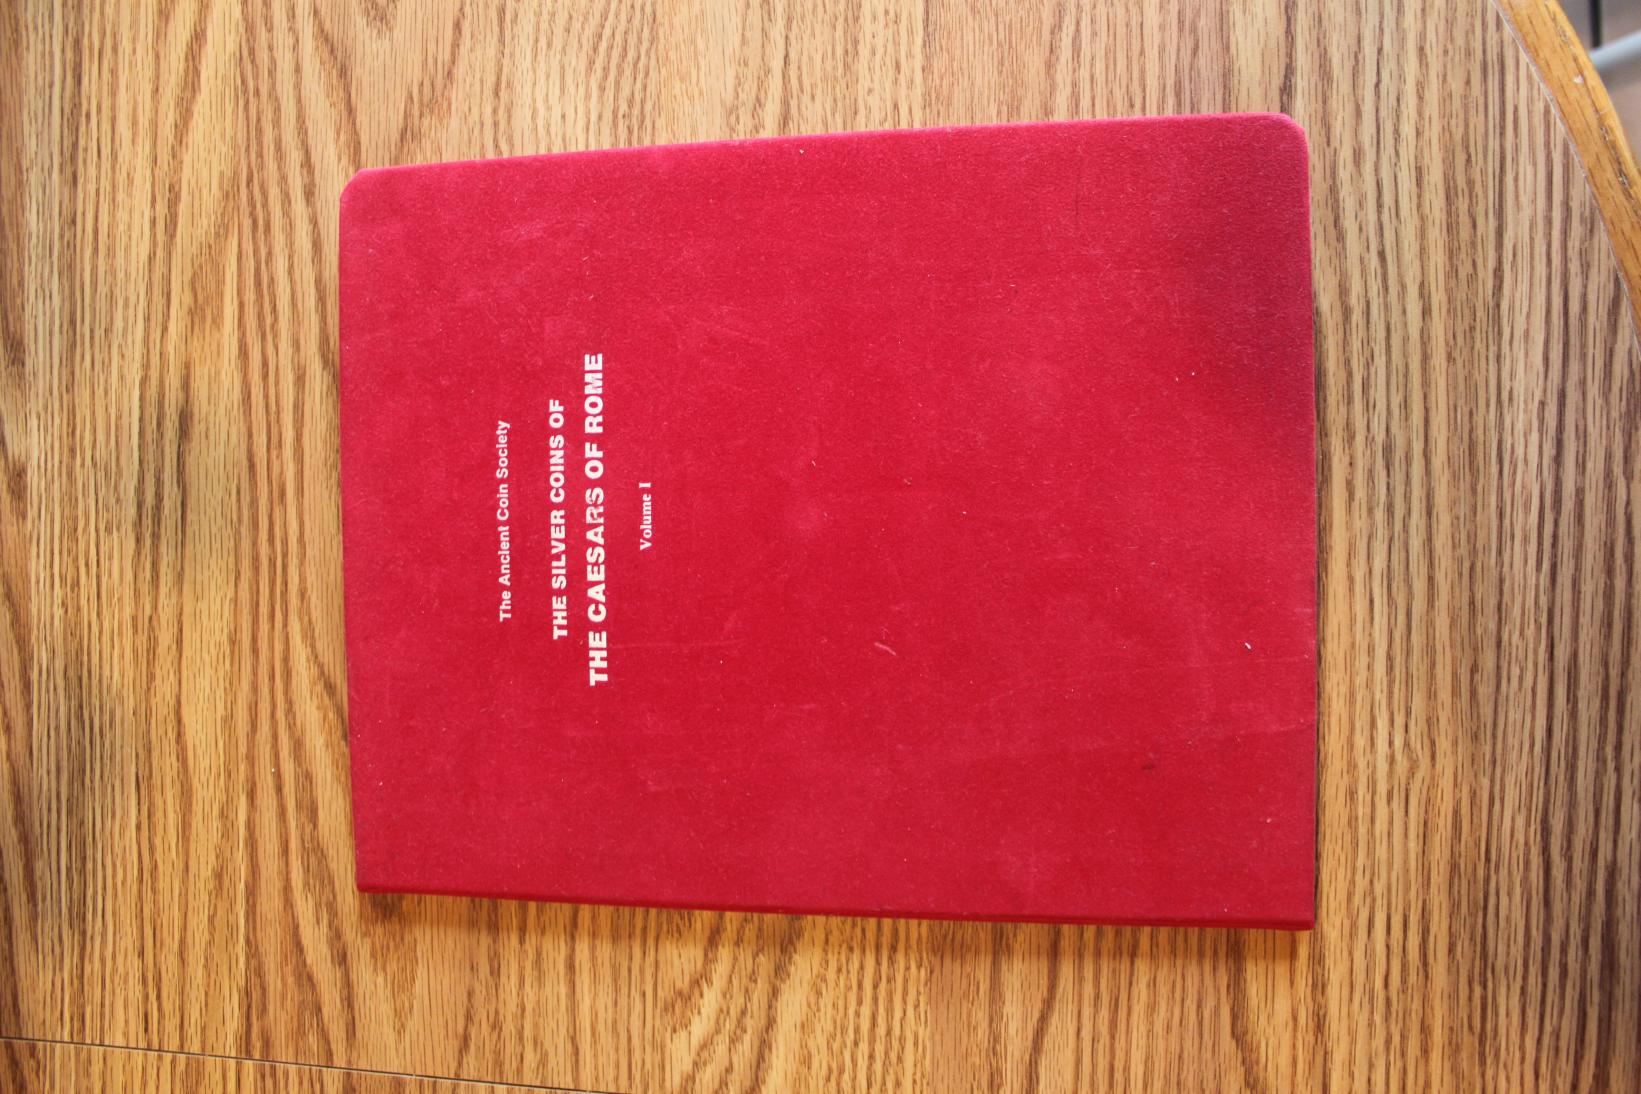 The Ancient Coin Society
THE SILVER COINS OF
THE CAESARS OF ROME
Volume I